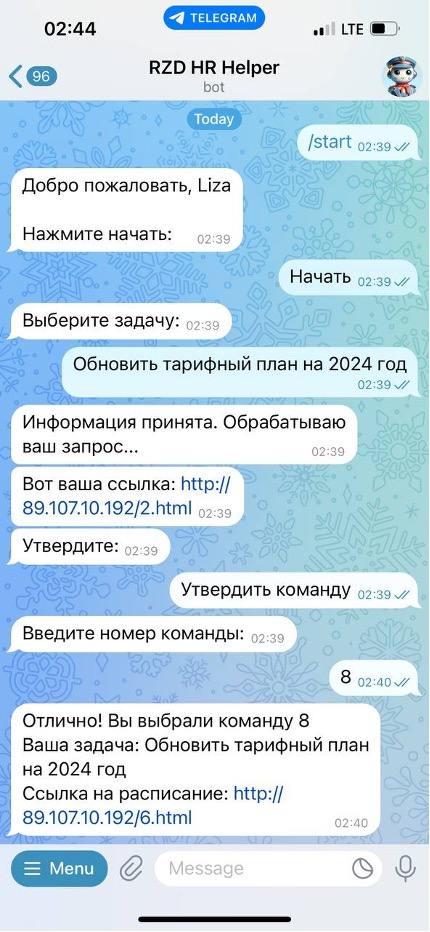 02:44
TELEGRAM
LTE
96
RZD HR Helper
bot
Today
/start 02:39
Добро пожаловать, Liza
Нажмите начать: 02:39
Начать 02:39
Выберите задачу: 02:39
Обновить тарифный план на 2024 год
02:39
Информация принята. Обрабатываю
ваш запрос... 02:39
Вот ваша ссылка: http://
89.107.10.192/2.html 02:39
Утвердите: 02:39
Утвердить команду 02:39
Введите номер команды: 02:39
8 02:40
Отлично! Вы выбрали команду 8
Ваша задача: Обновить тарифный план
на 2024 год
Ссылка на расписание: http://
89.107.10.192/6.html 02:40
Menu
Message